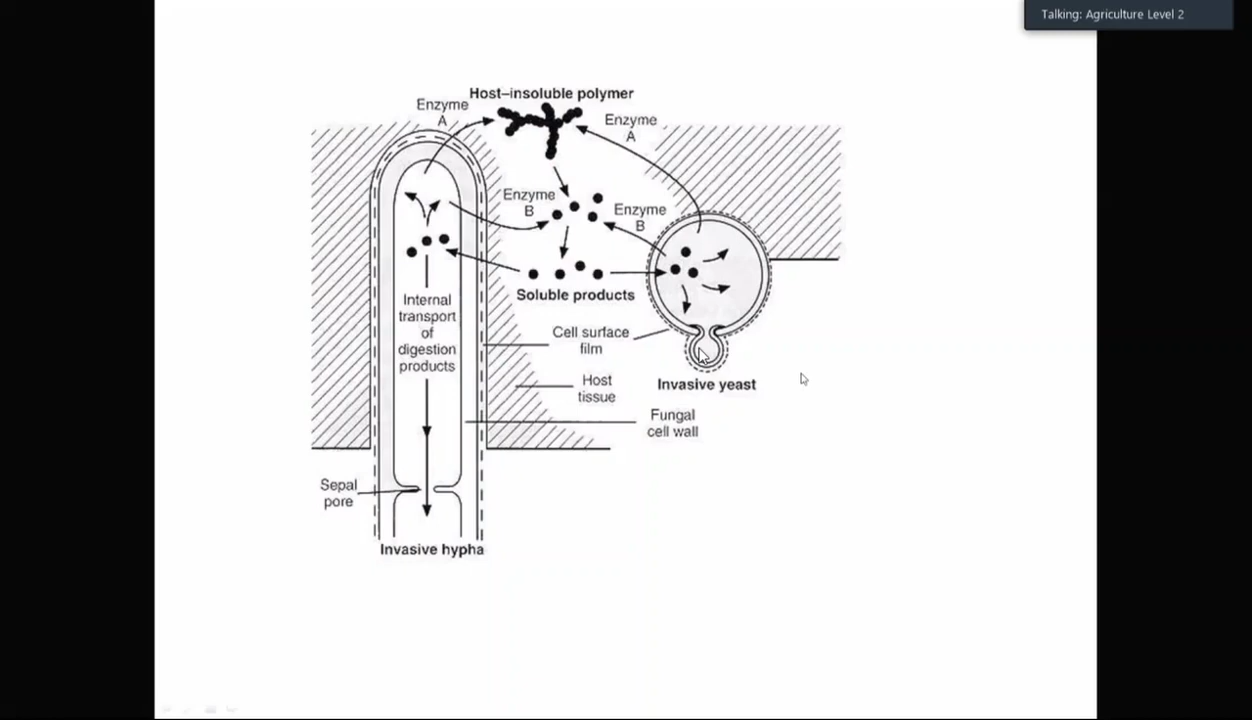 Talking: Agriculture Level 2
Host–insoluble polymer
Enzyme
A
Enzyme
A
Enzyme
B
Enzyme
B
Soluble products
Internal
transport
of
digestion
products
Cell surface
film
Host
tissue
Invasive yeast
Fungal
cell wall
Sepal
pore
Invasive hypha